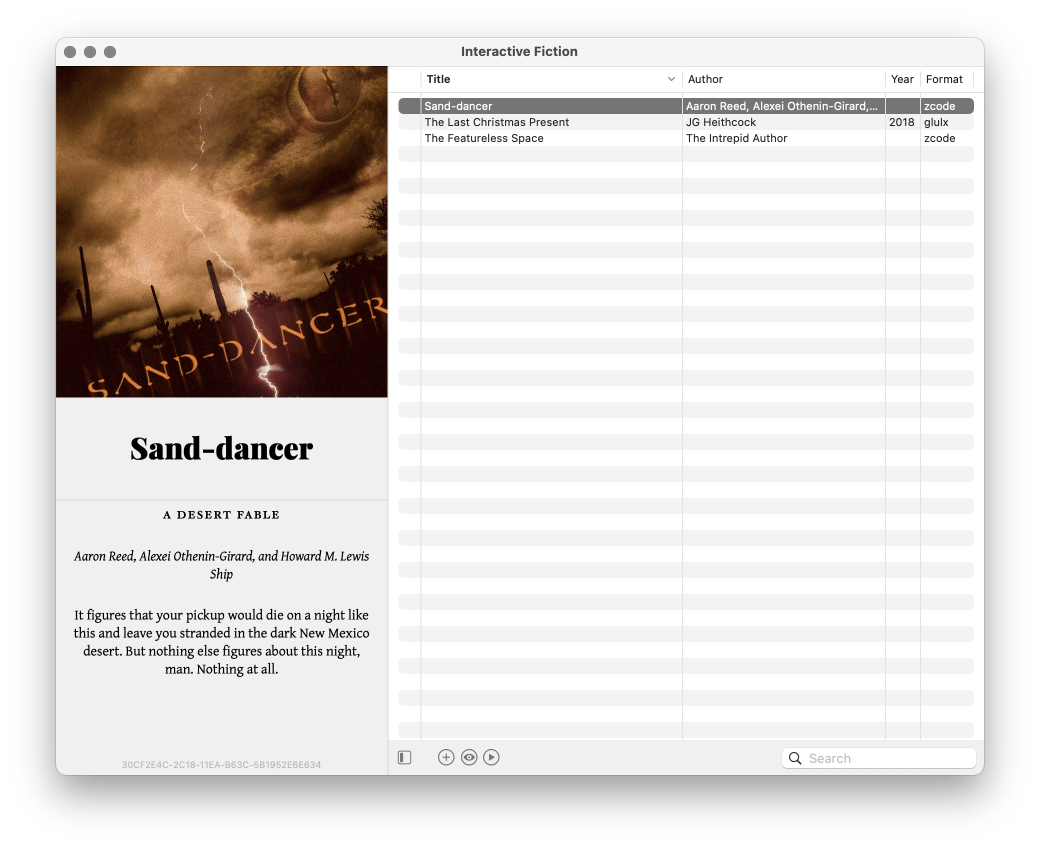 Interactive Fiction
SAND-DANCER
Sand-dancer
A DESERT FABLE
Aaron Reed, Alexei Othenin-Girard, and Howard M. Lewis
Ship
It figures that your pickup would die on a night like
this and leave you stranded in the dark New Mexico
desert. But nothing else figures about this night,
man. Nothing at all.
30CF2E4C-2C18-11EA-B63C-5B1952E6E634
Title Author Year Format
Sand-dancer Aaron Reed, Alexei Othenin-Girard,... zcode
The Last Christmas Present JG Heithcock 2018 glulx
The Featureless Space The Intrepid Author zcode
Search